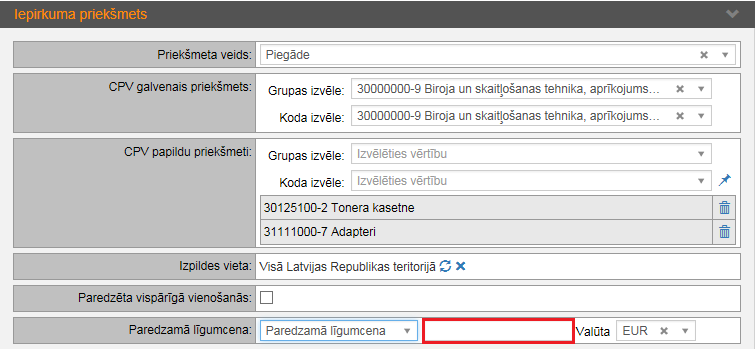 Iepirkuma priekšmets
Priekšmeta veids: Piegāde
CPV galvenais priekšmets: Grupas izvēle: 30000000-9 Biroja un skaitļošanas tehnika, aprīkojums...
Koda izvēle: 30000000-9 Biroja un skaitļošanas tehnika, aprīkojums...
CPV papildu priekšmeti: Grupas izvēle: Izvēlēties vērtību
Koda izvēle: Izvēlēties vērtību
30125100-2 Tonera kasetne
31111000-7 Adapteri
Izpildes vieta: Visā Latvijas Republikas teritorijā
Paredzēta vispārīgā vienošanās:
Paredzamā līgumcena: Paredzamā līgumcena Valūta EUR